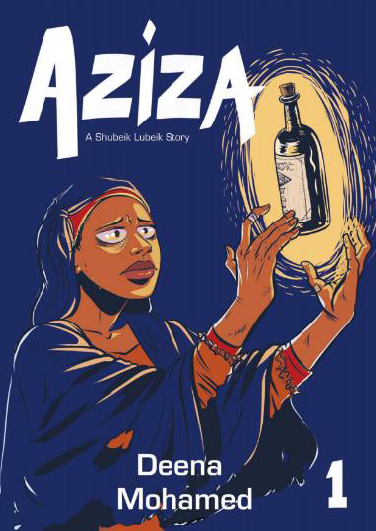 AZIZA
A Shubeik Lubeik Story
Deena
Mohamed
1